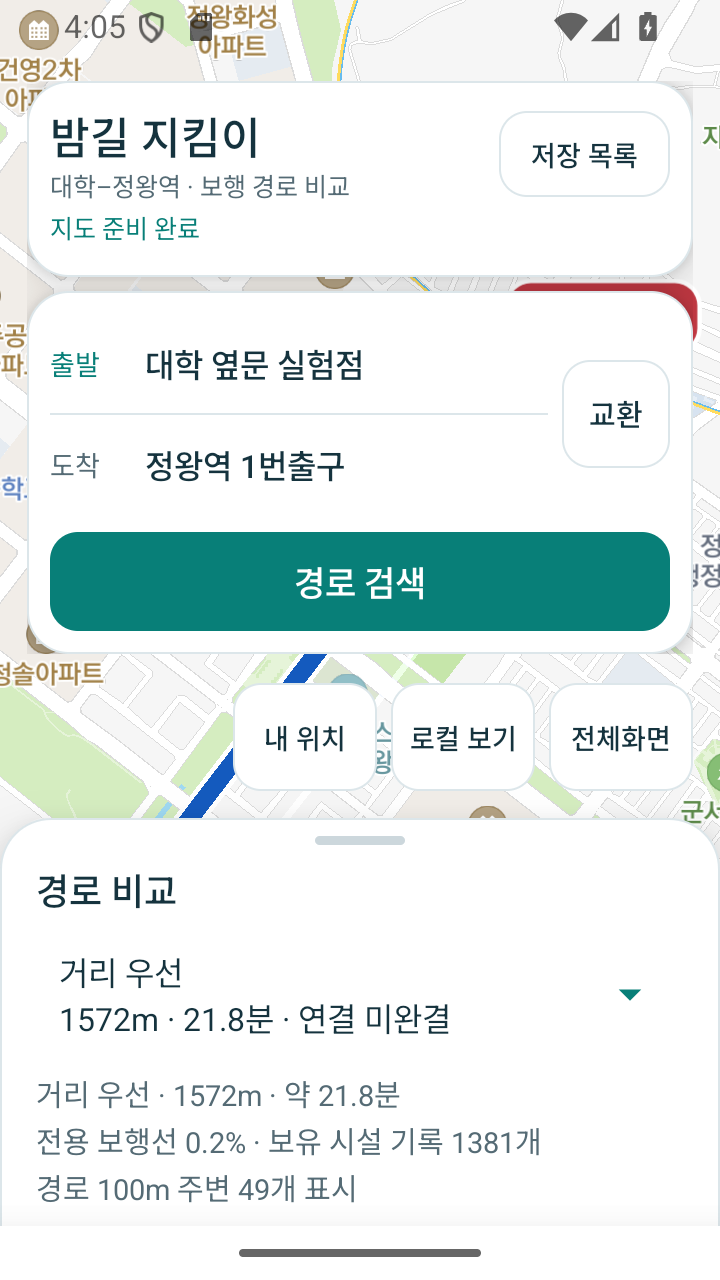 4:05
정왕화성
아파트
건영2차
밤길 지킴이
대학–정왕역 · 보행 경로 비교
지도 준비 완료
저장 목록
출발
대학 옆문 실험점
도착
정왕역 1번출구
교환
경로 검색
정솔아파트
내 위치
로컬 보기
전체화면
경로 비교
거리 우선
1572m · 21.8분 · 연결 미완결
거리 우선 · 1572m · 약 21.8분
전용 보행선 0.2% · 보유 시설 기록 1381개
경로 100m 주변 49개 표시